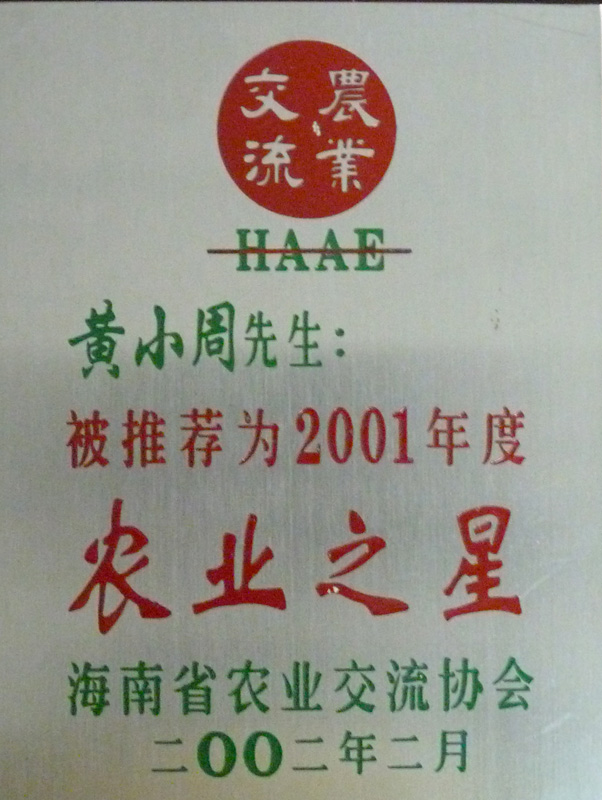 農業
交流
HAAE
黄小周先生：
被推荐为2001年度
农业之星
海南省农业交流协会
二OO二年二月